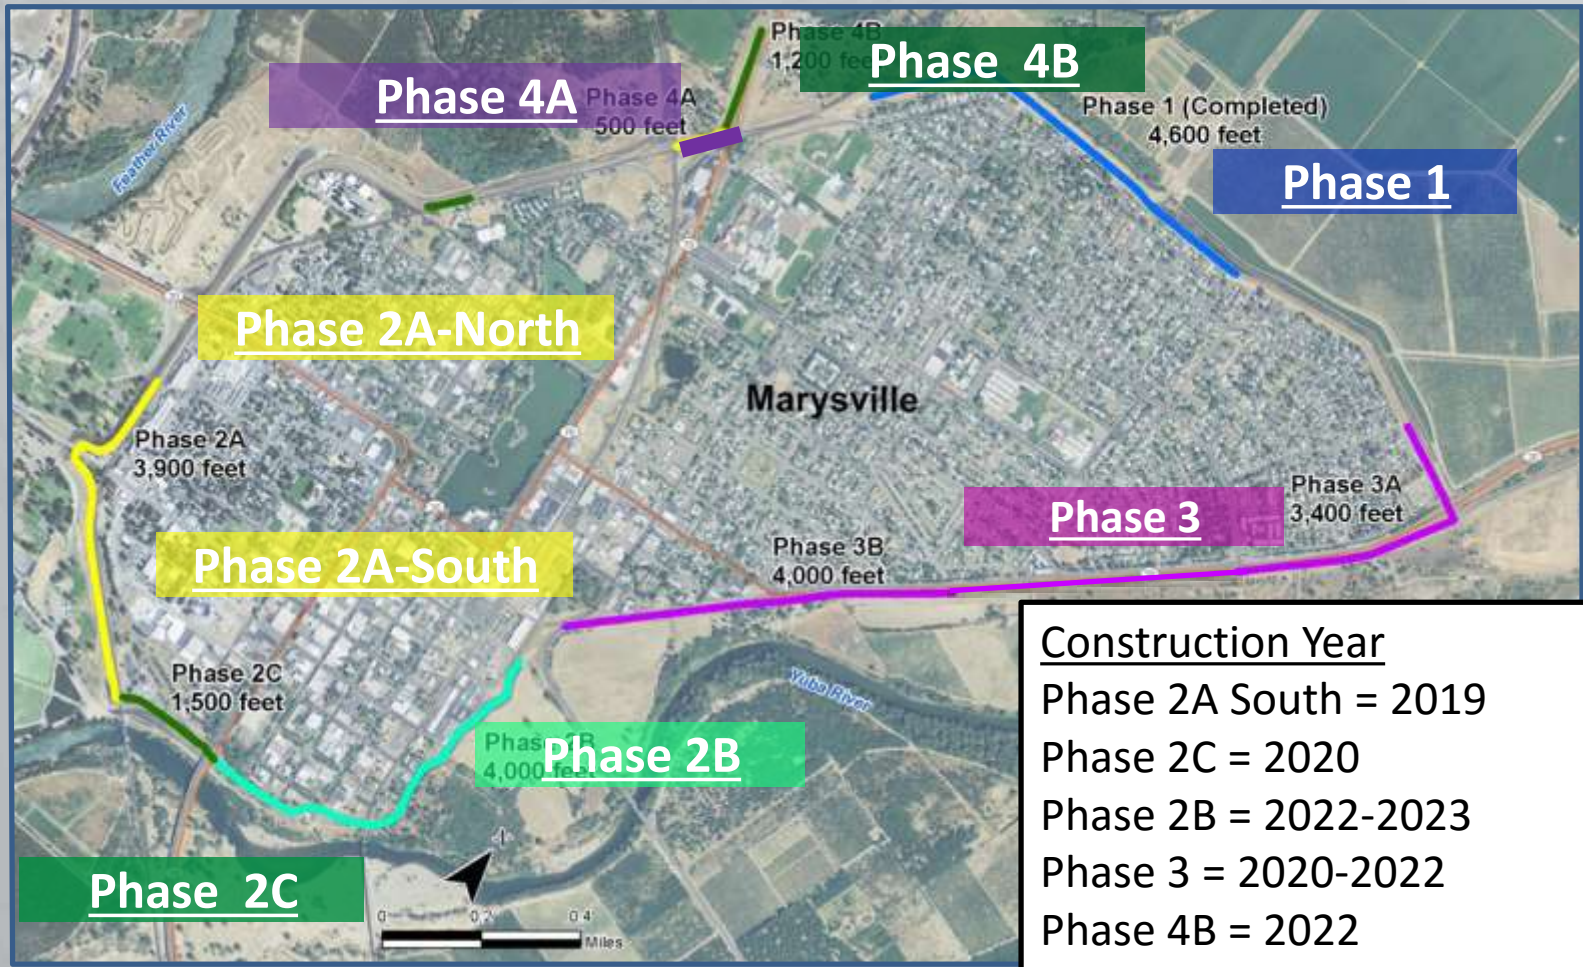 Phase 4B
1,200 feet
Phase 4B
Phase 4A
Phase 4A
500 feet
Phase 1 (Completed)
4,600 feet
Phase 1
Feather River
Phase 2A-North
Marysville
Phase 2A
3,900 feet
Phase 3A
3,400 feet
Phase 3
Phase 3B
4,000 feet
Phase 2A-South
Phase 2C
1,500 feet
Yuba River
Phase 2B
4,000 feet
Phase 2B
Phase 2C
0 0.2 0.4
Miles
Construction Year
Phase 2A South = 2019
Phase 2C = 2020
Phase 2B = 2022-2023
Phase 3 = 2020-2022
Phase 4B = 2022